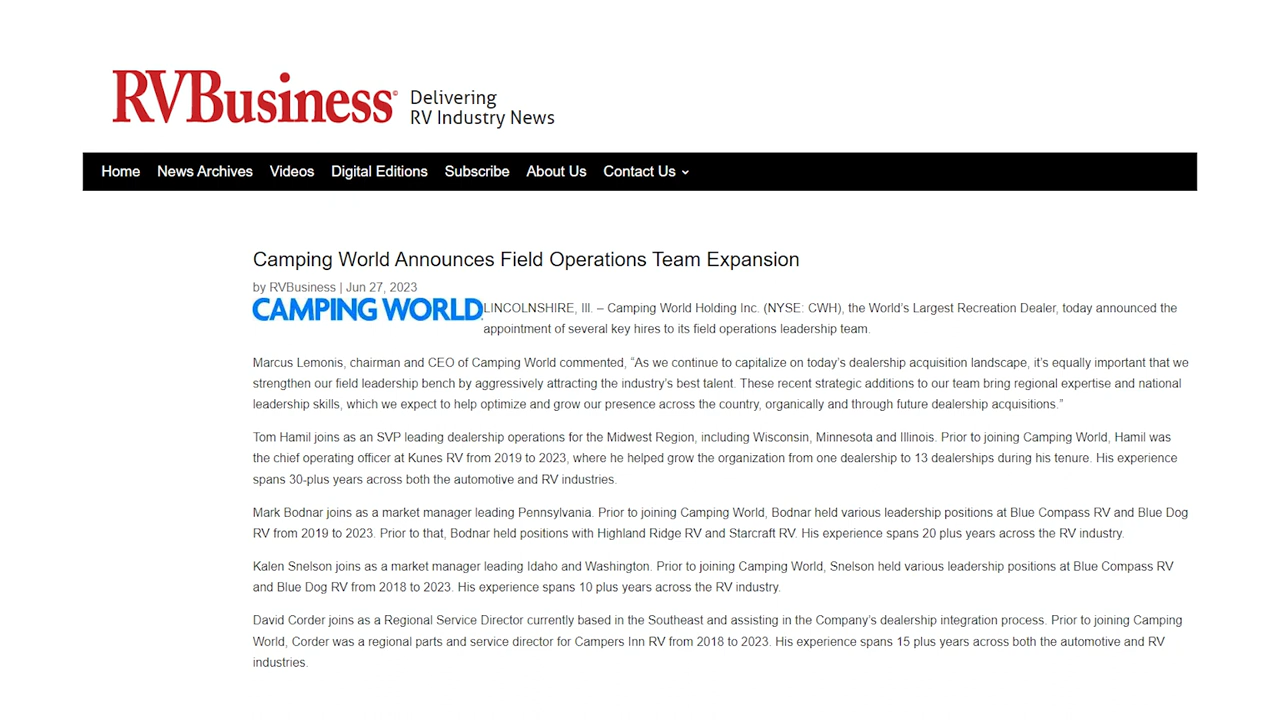 RVBusiness©
Delivering
RV Industry News
Home News Archives Videos Digital Editions Subscribe About Us Contact Us
Camping World Announces Field Operations Team Expansion
by RVBusiness | Jun 27, 2023
CAMPING WORLD. LINCOLNSHIRE, Ill. – Camping World Holding Inc. (NYSE: CWH), the World's Largest Recreation Dealer, today announced the
appointment of several key hires to its field operations leadership team.
Marcus Lemonis, chairman and CEO of Camping World commented, “As we continue to capitalize on today's dealership acquisition landscape, it's equally important that we
strengthen our field leadership bench by aggressively attracting the industry's best talent. These recent strategic additions to our team bring regional expertise and national
leadership skills, which we expect to help optimize and grow our presence across the country, organically and through future dealership acquisitions.”
Tom Hamil joins as an SVP leading dealership operations for the Midwest Region, including Wisconsin, Minnesota and Illinois. Prior to joining Camping World, Hamil was
the chief operating officer at Kunes RV from 2019 to 2023, where he helped grow the organization from one dealership to 13 dealerships during his tenure. His experience
spans 30-plus years across both the automotive and RV industries.
Mark Bodnar joins as a market manager leading Pennsylvania. Prior to joining Camping World, Bodnar held various leadership positions at Blue Compass RV and Blue Dog
RV from 2019 to 2023. Prior to that, Bodnar held positions with Highland Ridge RV and Starcraft RV. His experience spans 20 plus years across the RV industry.
Kalen Snelson joins as a market manager leading Idaho and Washington. Prior to joining Camping World, Snelson held various leadership positions at Blue Compass RV
and Blue Dog RV from 2018 to 2023. His experience spans 10 plus years across the RV industry.
David Corder joins as a Regional Service Director currently based in the Southeast and assisting in the Company's dealership integration process. Prior to joining Camping
World, Corder was a regional parts and service director for Campers Inn RV from 2018 to 2023. His experience spans 15 plus years across both the automotive and RV
industries.